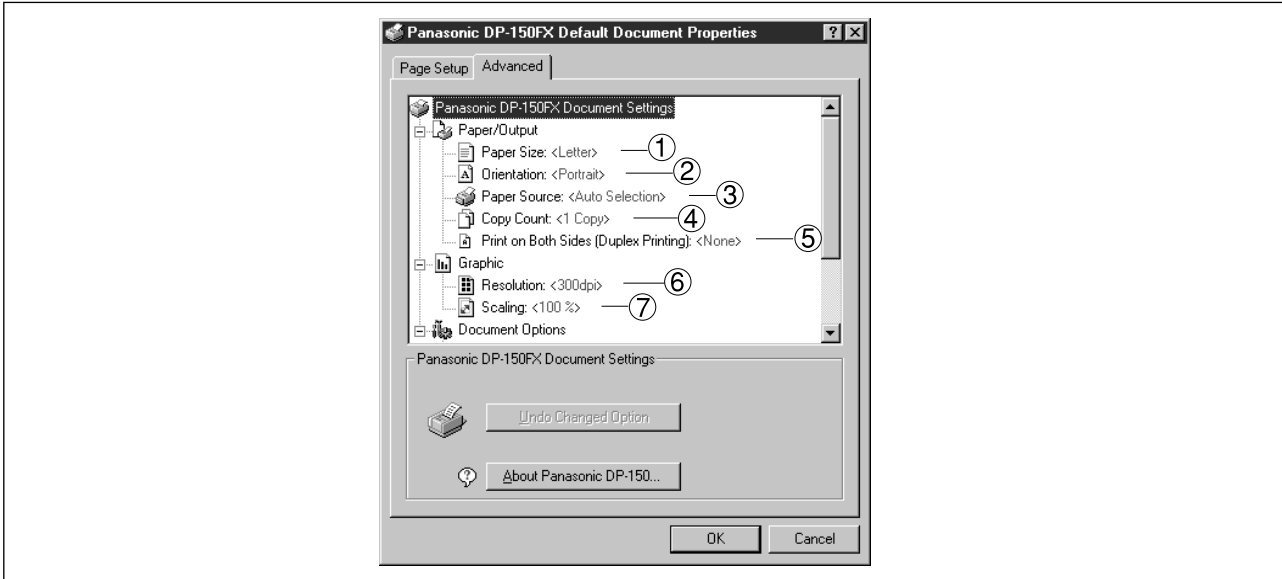 Panasonic DP-150FX Default Document Properties
Page Setup Advanced
Panasonic DP-150FX Document Settings
Paper/Output
Paper Size: <Letter> ①
Orientation: <Portrait> ②
Paper Source: <Auto Selection> ③
Copy Count: <1 Copy> ④
Print on Both Sides (Duplex Printing): <None> ⑤
Graphic
Resolution: <300dpi> ⑥
Scaling: <100 %> ⑦
Document Options
Panasonic DP-150FX Document Settings
Undo Changed Option
About Panasonic DP-150...
OK Cancel